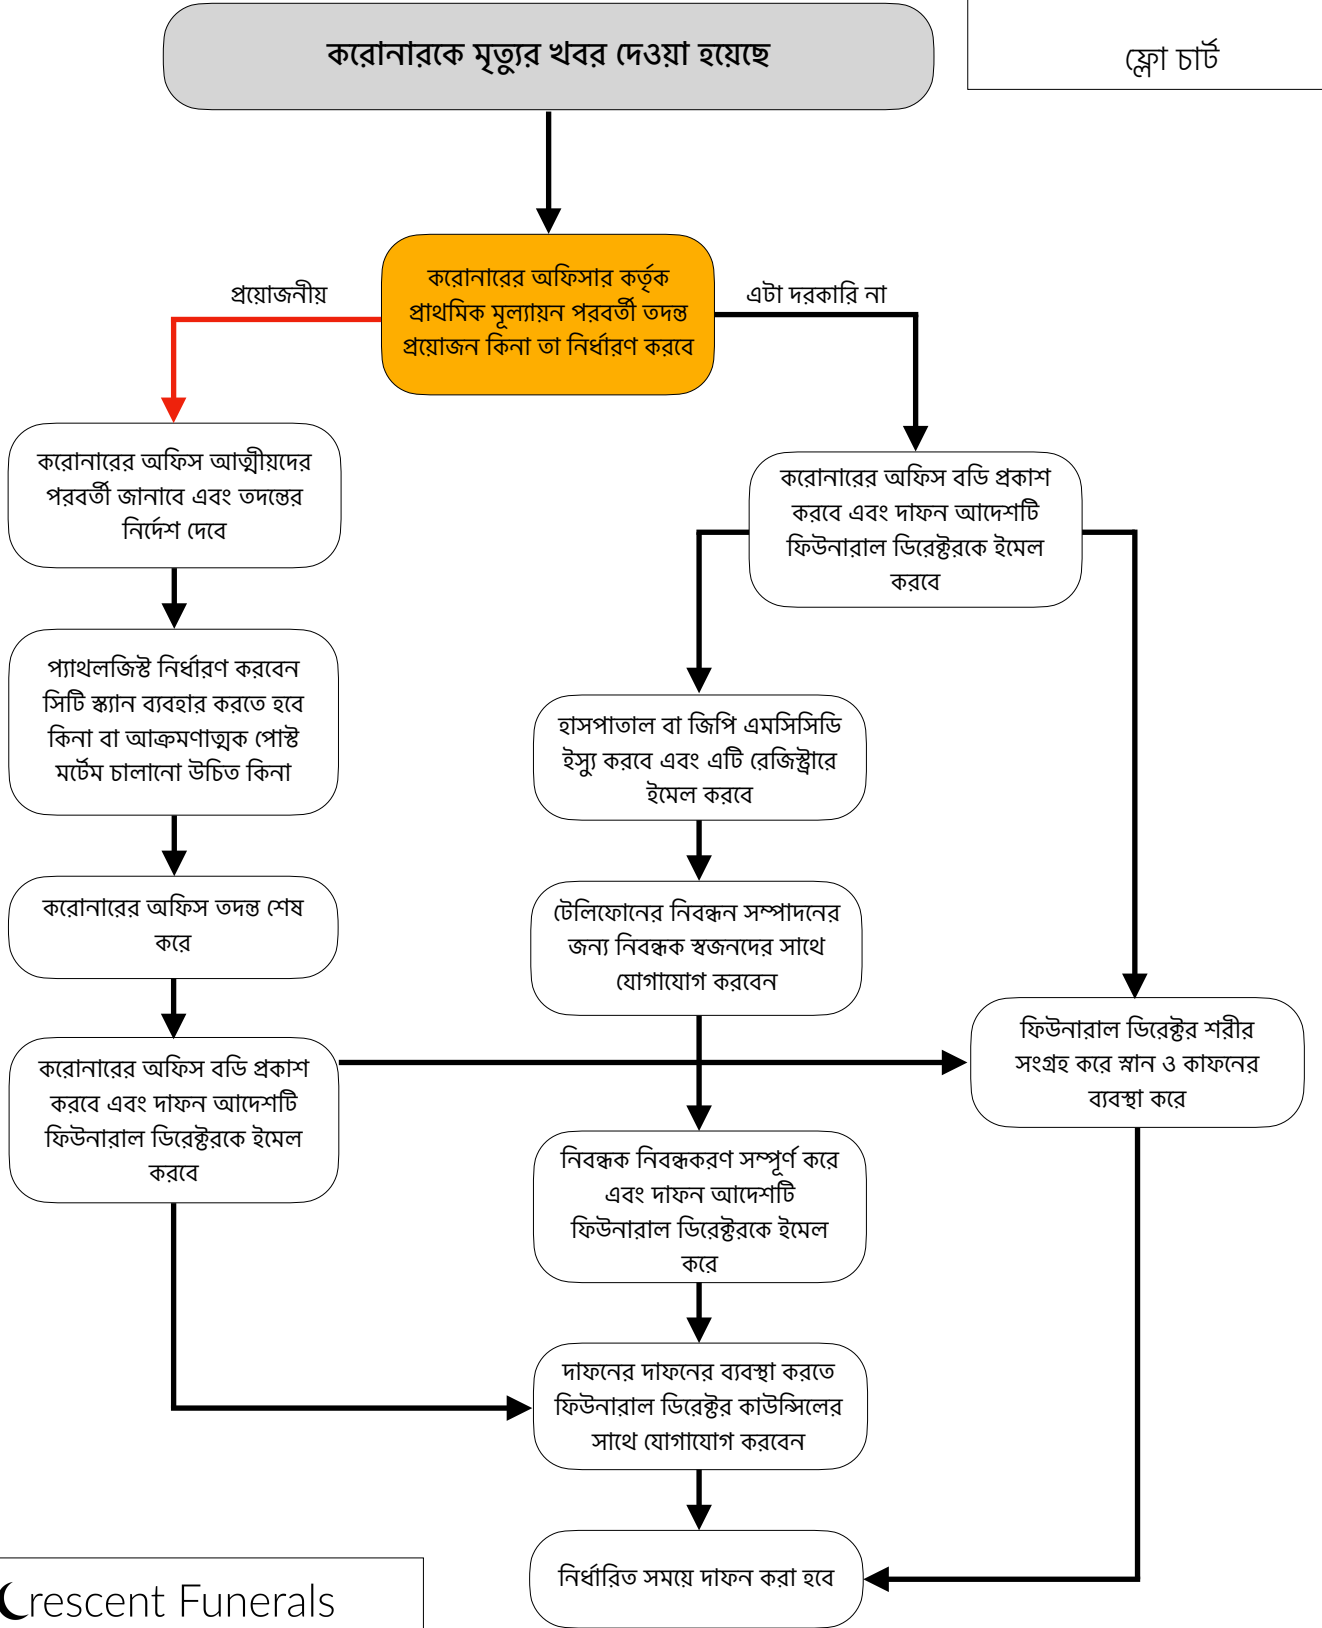 করোনারকে মৃত্যুর খবর দেওয়া হয়েছে
ফ্লো চার্ট
করোনারের অফিসার কর্তৃক
প্রাথমিক মূল্যায়ন পরবর্তী তদন্ত
প্রয়োজন কিনা তা নির্ধারণ করবে
প্রয়োজনীয়
এটা দরকারি না
করোনারের অফিস আত্মীয়দের
পরবর্তী জানাবে এবং তদন্তের
নির্দেশ দেবে
করোনারের অফিস বডি প্রকাশ
করবে এবং দাফন আদেশটি
ফিউনারাল ডিরেক্টরকে ইমেল
করবে
প্যাথলজিস্ট নির্ধারণ করবেন
সিটি স্ক্যান ব্যবহার করতে হবে
কিনা বা আক্রমণাত্মক পোস্ট
মর্টেম চালানো উচিত কিনা
হাসপাতাল বা জিপি এমসিসিডি
ইস্যু করবে এবং এটি রেজিস্ট্রারে
ইমেল করবে
করোনারের অফিস তদন্ত শেষ
করে
টেলিফোনের নিবন্ধন সম্পাদনের
জন্য নিবন্ধক স্বজনদের সাথে
যোগাযোগ করবেন
করোনারের অফিস বডি প্রকাশ
করবে এবং দাফন আদেশটি
ফিউনারাল ডিরেক্টরকে ইমেল
করবে
ফিউনারাল ডিরেক্টর শরীর
সংগ্রহ করে স্নান ও কাফনের
ব্যবস্থা করে
নিবন্ধক নিবন্ধকরণ সম্পূর্ণ করে
এবং দাফন আদেশটি
ফিউনারাল ডিরেক্টরকে ইমেল
করে
দাফনের দাফনের ব্যবস্থা করতে
ফিউনারাল ডিরেক্টর কাউন্সিলের
সাথে যোগাযোগ করবেন
নির্ধারিত সময়ে দাফন করা হবে
Crescent Funerals